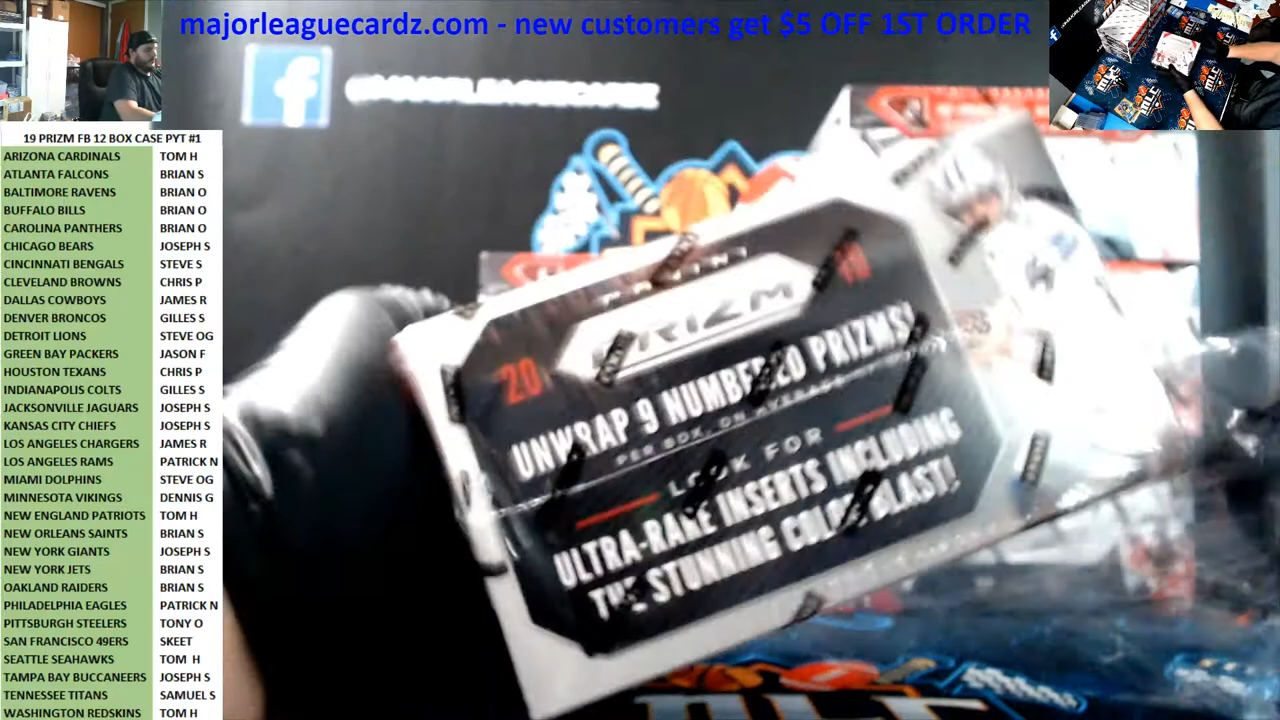 majorleaguecardz.com - new customers get $5 OFF 1ST ORDER
f
19 PRIZM FB 12 BOX CASE PYT #1
ARIZONA CARDINALS TOM H
ATLANTA FALCONS BRIAN S
BALTIMORE RAVENS BRIAN O
BUFFALO BILLS BRIAN O
CAROLINA PANTHERS BRIAN O
CHICAGO BEARS JOSEPH S
CINCINNATI BENGALS STEVE S
CLEVELAND BROWNS CHRIS P
DALLAS COWBOYS JAMES R
DENVER BRONCOS GILLES S
DETROIT LIONS STEVE OG
GREEN BAY PACKERS JASON F
HOUSTON TEXANS CHRIS P
INDIANAPOLIS COLTS GILLES S
JACKSONVILLE JAGUARS JOSEPH S
KANSAS CITY CHIEFS JOSEPH S
LOS ANGELES CHARGERS JAMES R
LOS ANGELES RAMS PATRICK N
MIAMI DOLPHINS STEVE OG
MINNESOTA VIKINGS DENNIS G
NEW ENGLAND PATRIOTS TOM H
NEW ORLEANS SAINTS BRIAN S
NEW YORK GIANTS JOSEPH S
NEW YORK JETS BRIAN S
OAKLAND RAIDERS BRIAN S
PHILADELPHIA EAGLES PATRICK N
PITTSBURGH STEELERS TONY O
SAN FRANCISCO 49ERS SKEET
SEATTLE SEAHAWKS TOM H
TAMPA BAY BUCCANEERS JOSEPH S
TENNESSEE TITANS SAMUEL S
WASHINGTON REDSKINS TOM H
PANINI
PRIZM
20
UNWRAP 9 NUMBERED PRIZMS!
PER BOX, ON AVERAGE
LOOK FOR
ULTRA-RARE INSERTS INCLUDING
THE STUNNING COLOR BLAST!